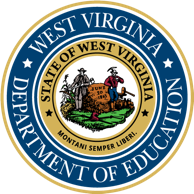 WEST VIRGINIA
DEPARTMENT OF EDUCATION
STATE OF WEST VIRGINIA
MONTANI SEMPER LIBERI.